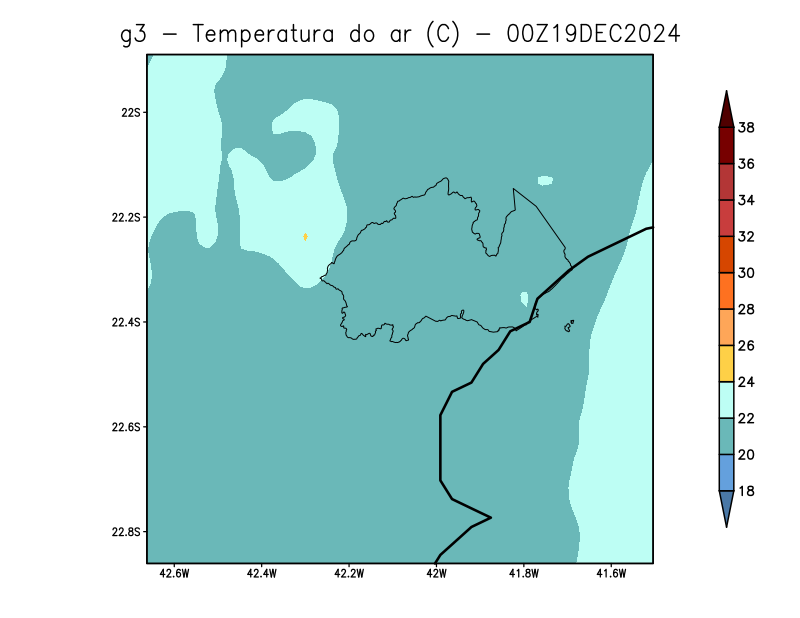 g3 − Temperatura do ar (C) − 00Z19DEC2024
22S
22.2S
22.4S
22.6S
22.8S
42.6W
42.4W
42.2W
42W
41.8W
41.6W
38
36
34
32
30
28
26
24
22
20
18